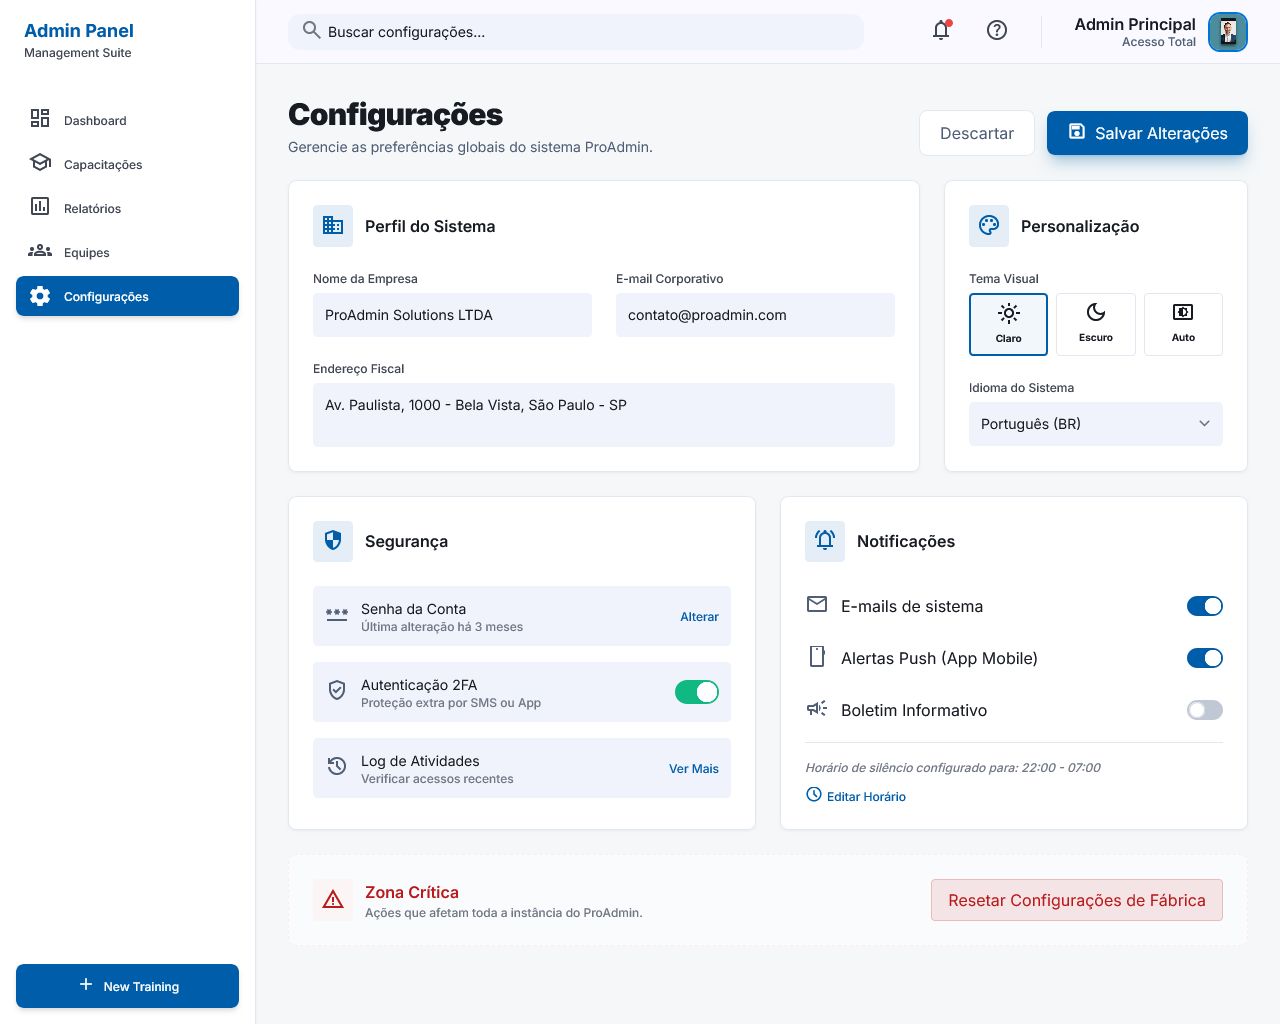 Admin Panel
Management Suite
Dashboard
Capacitações
Relatórios
Equipes
Configurações
New Training
Buscar configurações...
Admin Principal
Acesso Total
Configurações
Gerencie as preferências globais do sistema ProAdmin.
Descartar
Salvar Alterações
Perfil do Sistema
Nome da Empresa
ProAdmin Solutions LTDA
E-mail Corporativo
contato@proadmin.com
Endereço Fiscal
Av. Paulista, 1000 - Bela Vista, São Paulo - SP
Personalização
Tema Visual
Claro
Escuro
Auto
Idioma do Sistema
Português (BR)
Segurança
Senha da Conta
Última alteração há 3 meses
Alterar
Autenticação 2FA
Proteção extra por SMS ou App
Log de Atividades
Verificar acessos recentes
Ver Mais
Notificações
E-mails de sistema
Alertas Push (App Mobile)
Boletim Informativo
Horário de silêncio configurado para: 22:00 - 07:00
Editar Horário
Zona Crítica
Ações que afetam toda a instância do ProAdmin.
Resetar Configurações de Fábrica